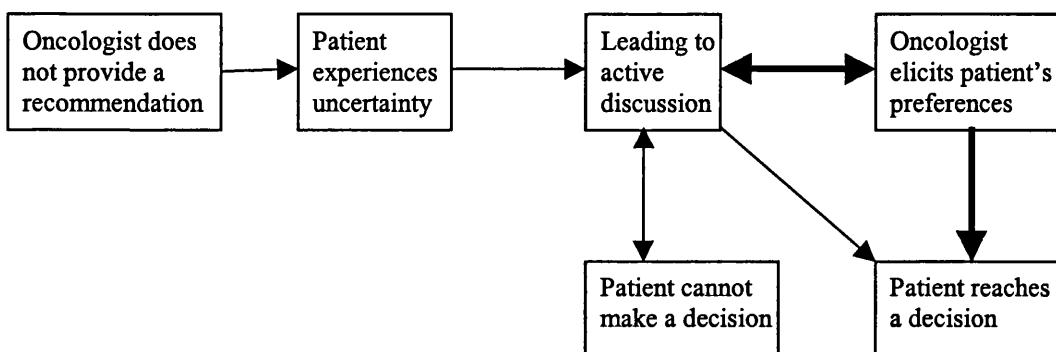 Oncologist does
not provide a
recommendation
Patient
experiences
uncertainty
Leading to
active
discussion
Oncologist
elicits patient's
preferences
Patient cannot
make a decision
Patient reaches
a decision